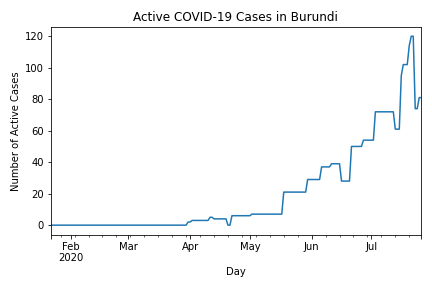 Active COVID-19 Cases in Burundi
120
100
80
60
40
20
0
Number of Active Cases
Feb
2020
Mar
Apr
May
Jun
Jul
Day